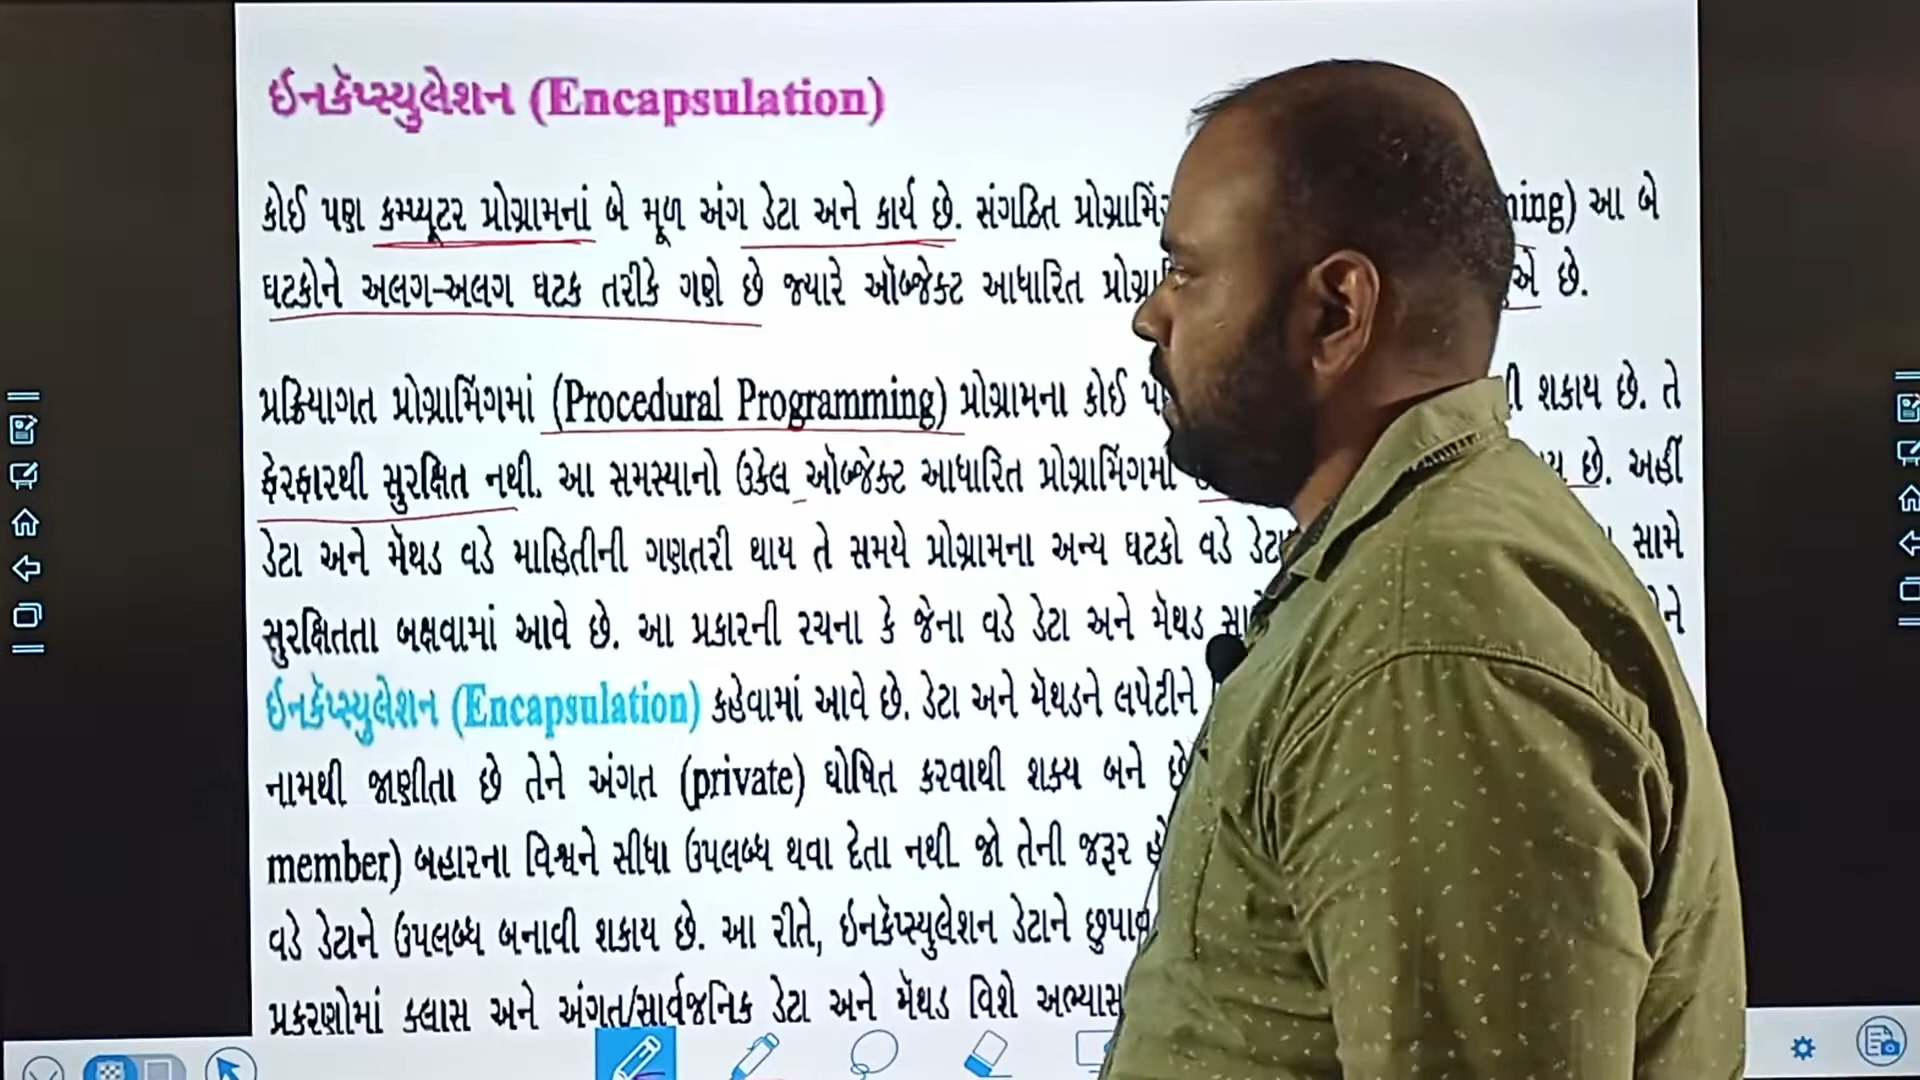 ઈનકૅપ્સ્યુલેશન (Encapsulation)
કોઈ પણ કમ્પ્યૂટર પ્રોગ્રામનાં બે મૂળ અંગ ડેટા અને કાર્ય છે. સંગઠિત આ બે
ઘટકોને અલગ-અલગ ઘટક તરીકે ગણે છે જ્યારે ઑબ્જેક્ટ આધારિત છે.
પ્રક્રિયાગત પ્રોગ્રામિંગમાં (Procedural Programming) પ્રોગ્રામના કોઈ શકાય છે. તે
ફેરફારથી સુરક્ષિત નથી. આ સમસ્યાનો ઉકેલ ઑબ્જેક્ટ આધારિત પ્રોગ્રામિંગમાં છે. અહીં
ડેટા અને મૅથડ વડે માહિતીની ગણતરી થાય તે સમયે પ્રોગ્રામના અન્ય ઘટકો વડે સામે
સુરક્ષિતતા બક્ષવામાં આવે છે. આ પ્રકારની રચના કે જેના વડે ડેટા અને મૅથડ
ઈનકૅપ્સ્યુલેશન (Encapsulation) કહેવામાં આવે છે. ડેટા અને મૅથડને લપેટીને
નામથી જાણીતા છે તેને અંગત (private) ઘોષિત કરવાથી શક્ય બને છે
member) બહારના વિશ્વને સીધા ઉપલબ્ધ થવા દેતા નથી. જો તેની જરૂર
વડે ડેટાને ઉપલબ્ધ બનાવી શકાય છે. આ રીતે, ઇનકૅપ્સ્યુલેશન ડેટાને
પ્રકરણોમાં ક્લાસ અને અંગત/સાર્વજનિક ડેટા અને મૅથડ વિશે